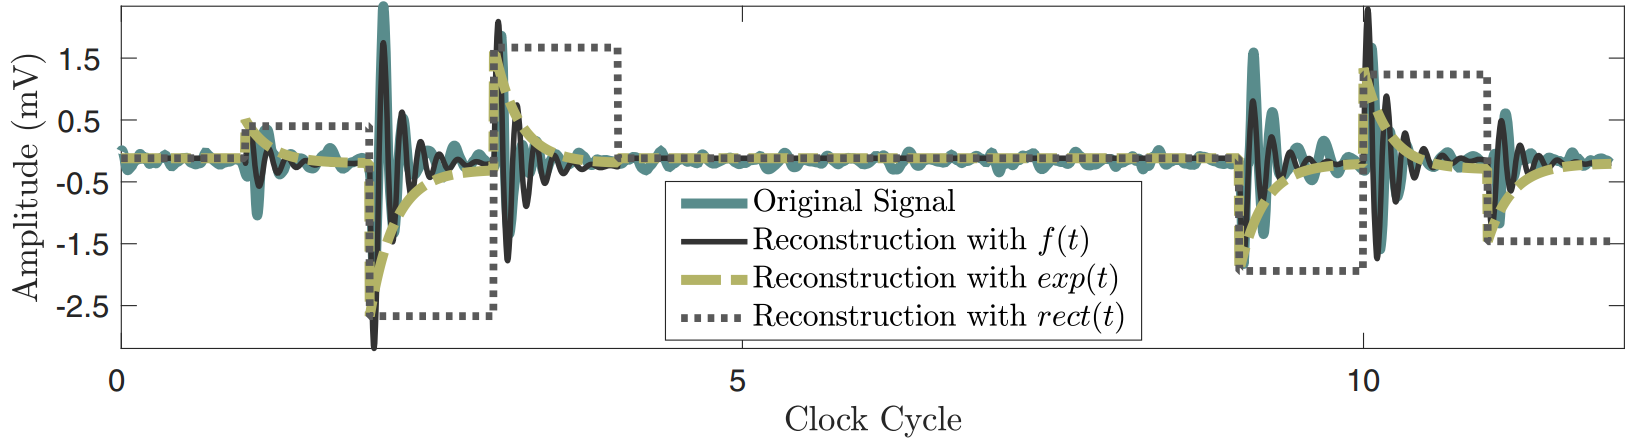 Amplitude (mV)
1.5
0.5
-0.5
-1.5
-2.5
Original Signal
Reconstruction with f(t)
Reconstruction with exp(t)
Reconstruction with rect(t)
0 5 10
Clock Cycle